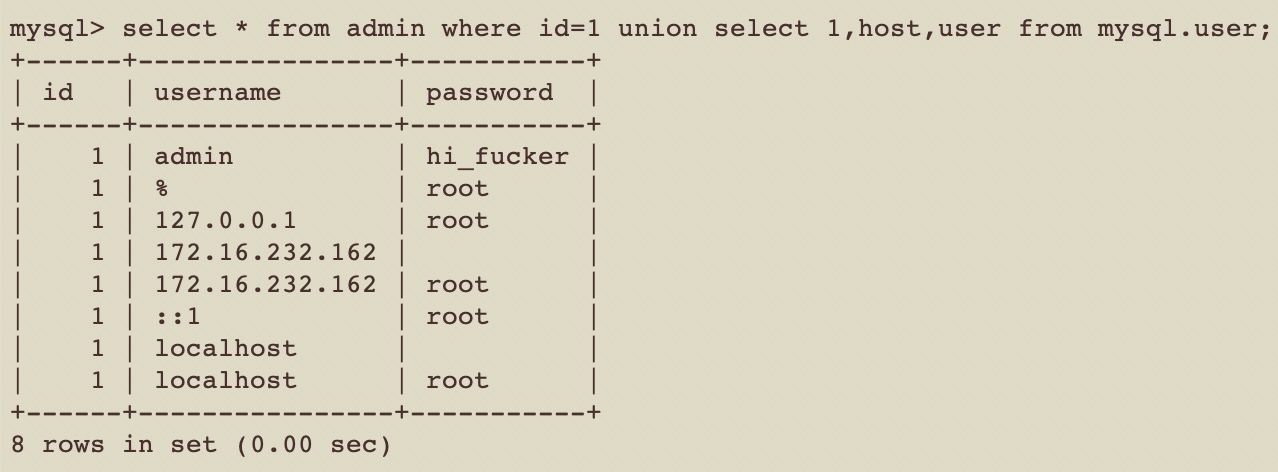 mysql> select * from admin where id=1 union select 1,host,user from mysql.user;
+------+----------------+-----------+
| id   | username       | password  |
+------+----------------+-----------+
|    1 | admin          | hi_fucker |
|    1 | %              | root      |
|    1 | 127.0.0.1      | root      |
|    1 | 172.16.232.162 |           |
|    1 | 172.16.232.162 | root      |
|    1 | ::1            | root      |
|    1 | localhost      |           |
|    1 | localhost      | root      |
+------+----------------+-----------+
8 rows in set (0.00 sec)